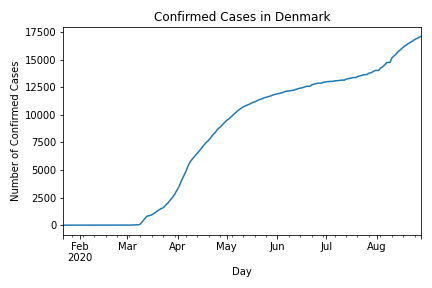 Confirmed Cases in Denmark
Number of Confirmed Cases
17500
15000
12500
10000
7500
5000
2500
0
Feb Mar Apr May Jun Jul Aug
2020
Day